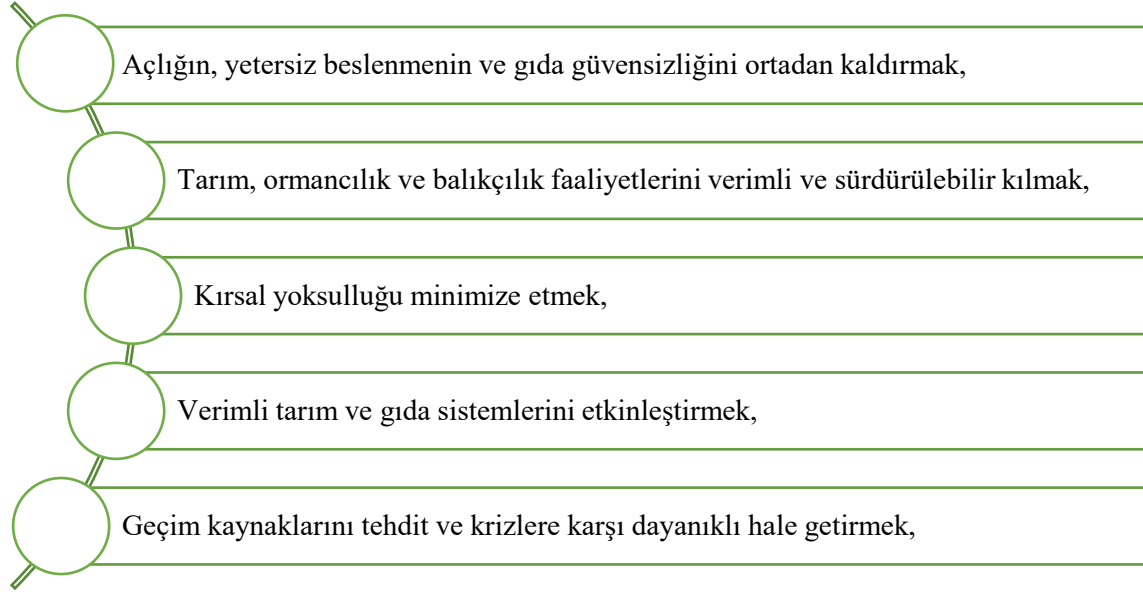 Açlığın, yetersiz beslenmenin ve gıda güvensizliğini ortadan kaldırmak,
Tarım, ormancılık ve balıkçılık faaliyetlerini verimli ve sürdürülebilir kılmak,
Kırsal yoksulluğu minimize etmek,
Verimli tarım ve gıda sistemlerini etkinleştirmek,
Geçim kaynaklarını tehdit ve krizlere karşı dayanıklı hale getirmek,